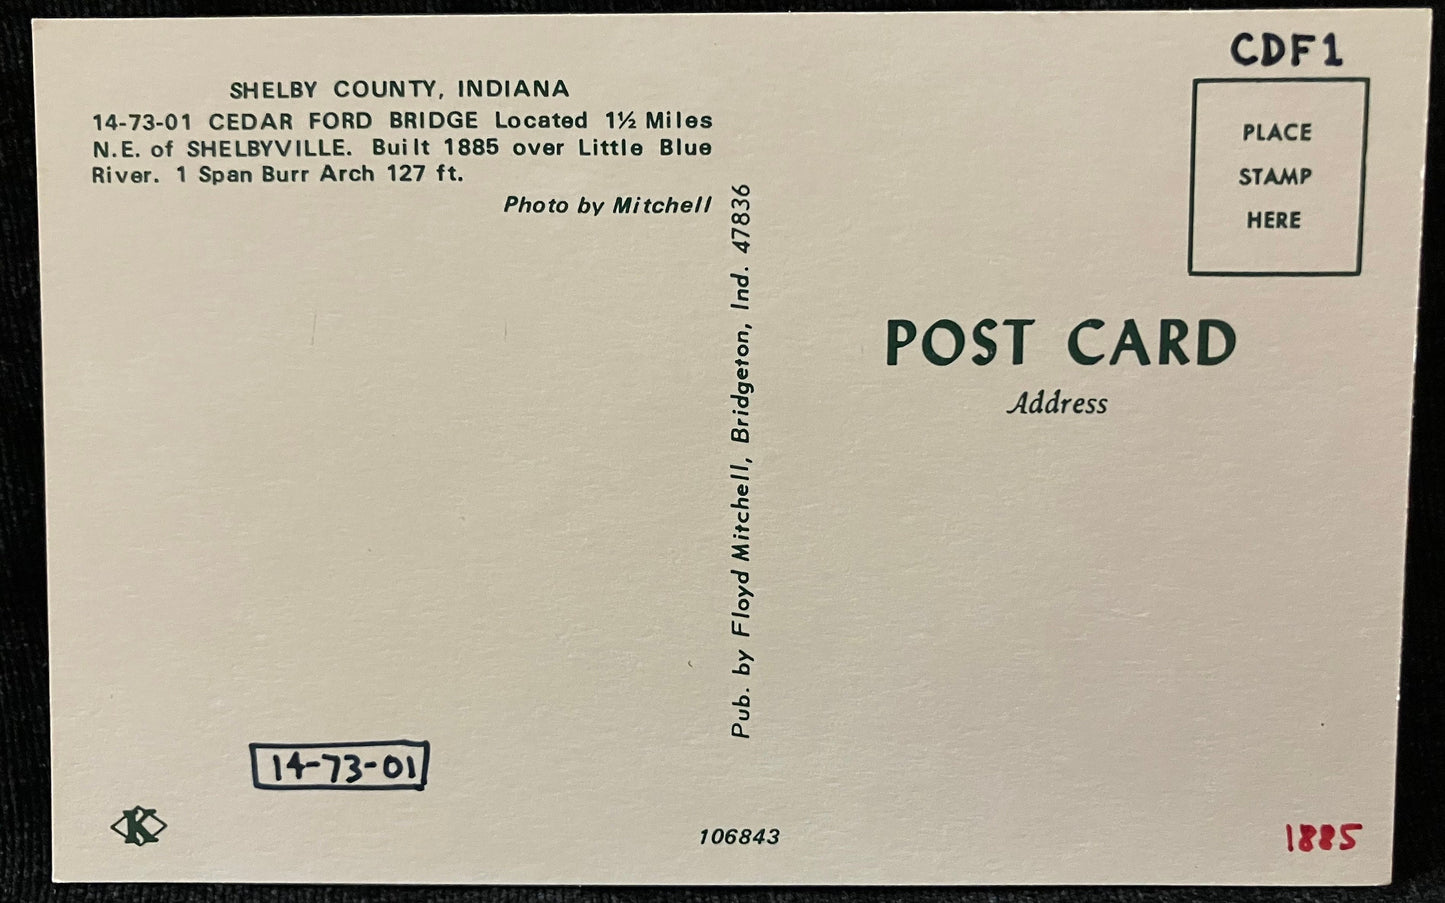 SHELBY COUNTY, INDIANA
14-73-01 CEDAR FORD BRIDGE Located 1½ Miles
N.E. of SHELBYVILLE. Built 1885 over Little Blue
River. 1 Span Burr Arch 127 ft.
Photo by Mitchell
14-73-01
K
Pub. by Floyd Mitchell, Bridgeton, Ind. 47836
106843
CDF1
PLACE
STAMP
HERE
POST CARD
Address
1885